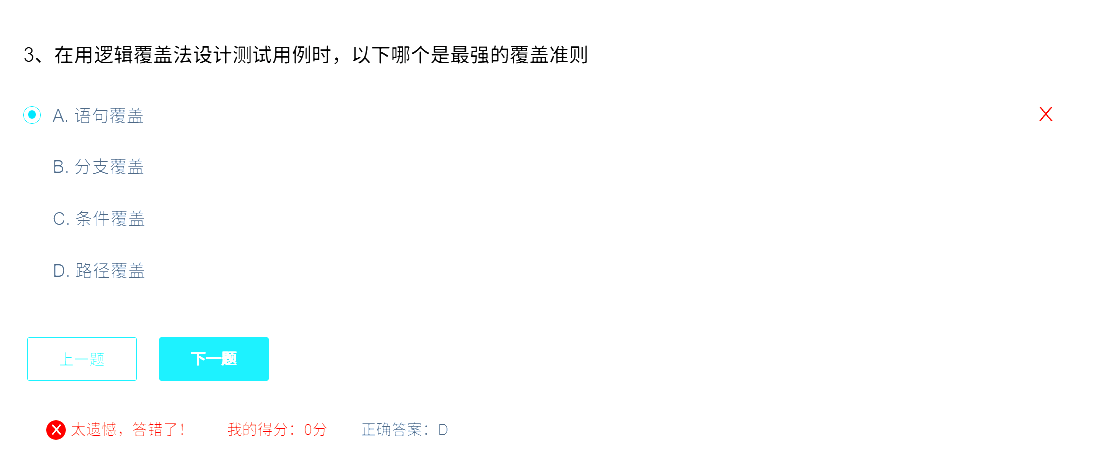 3、在用逻辑覆盖法设计测试用例时，以下哪个是最强的覆盖准则
A. 语句覆盖
B. 分支覆盖
C. 条件覆盖
D. 路径覆盖
上一题 下一题
太遗憾，答错了! 我的得分：0分 正确答案：D